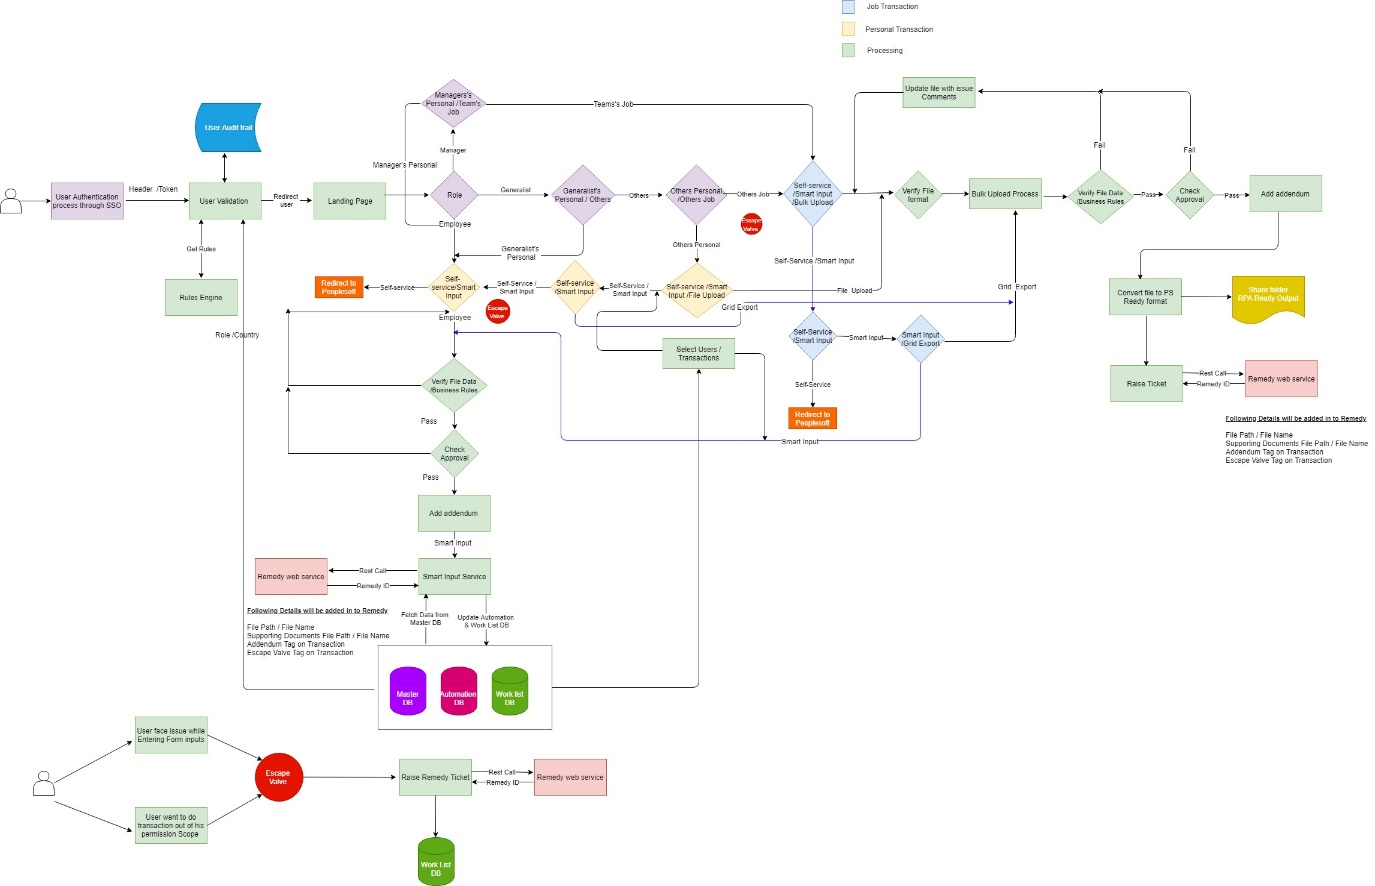 Job Transaction
Personal Transaction
Processing
Update file with issue
Comments
Managers's
Personal /Team's
Job
Teams's Job
User Audit trail
Fail
Fail
Manager
Manager's Personal
User Authentication
process through SSO
Header  /Token
User Validation
Redirect
user
Landing Page
Role
Generalist
Generalist's
Personal / Others
Others
Others Personal
/Others Job
Others Job
Self-service
/Smart Input
/Bulk Upload
Verify File
format
Bulk Upload Process
Verify File Data
/Business Rules
Pass
Check
Approval
Pass
Add addendum
Escape
Valve
Employee
Get Rules
Generalist's
Personal
Others Personal
Self-Service /Smart Input
Rules Engine
Redirect to
Peoplesoft
Self-service
Self-
service/Smart
Input
Self-Service /
Smart Input
Self-service
/Smart Input
Self-Service /
Smart Input
Self-service /Smart
Input /File Upload
File  Upload
Grid  Export
Convert file to PS
Ready format
Share folder
RPA Ready Output
Escape
Valve
Employee
Grid Export
Role /Country
Select Users /
Transactions
Self-Service
/Smart Input
Smart Input
Smart Input
/Grid Export
Raise Ticket
Rest Call
Remedy ID
Remedy web service
Verify File Data
/Business Rules
Self-Service
Redirect to
Peoplesoft
Pass
Smart Input
Following Details will be added in to Remedy
File Path / File Name
Supporting Documents File Path / File Name
Addendum Tag on Transaction
Escape Valve Tag on Transaction
Check
Approval
Pass
Add addendum
Smart Input
Remedy web service
Rest Call
Remedy ID
Smart Input Service
Following Details will be added in to Remedy
File Path / File Name
Supporting Documents File Path / File Name
Addendum Tag on Transaction
Escape Valve Tag on Transaction
Fetch Data from
Master DB
Update Automation
& Work List DB
Master
DB
Automation
DB
Work list
DB
User face issue while
Entering Form inputs
Escape
Valve
Raise Remedy Ticket
Rest Call
Remedy ID
Remedy web service
User want to do
transaction out of his
permission Scope
Work List
DB